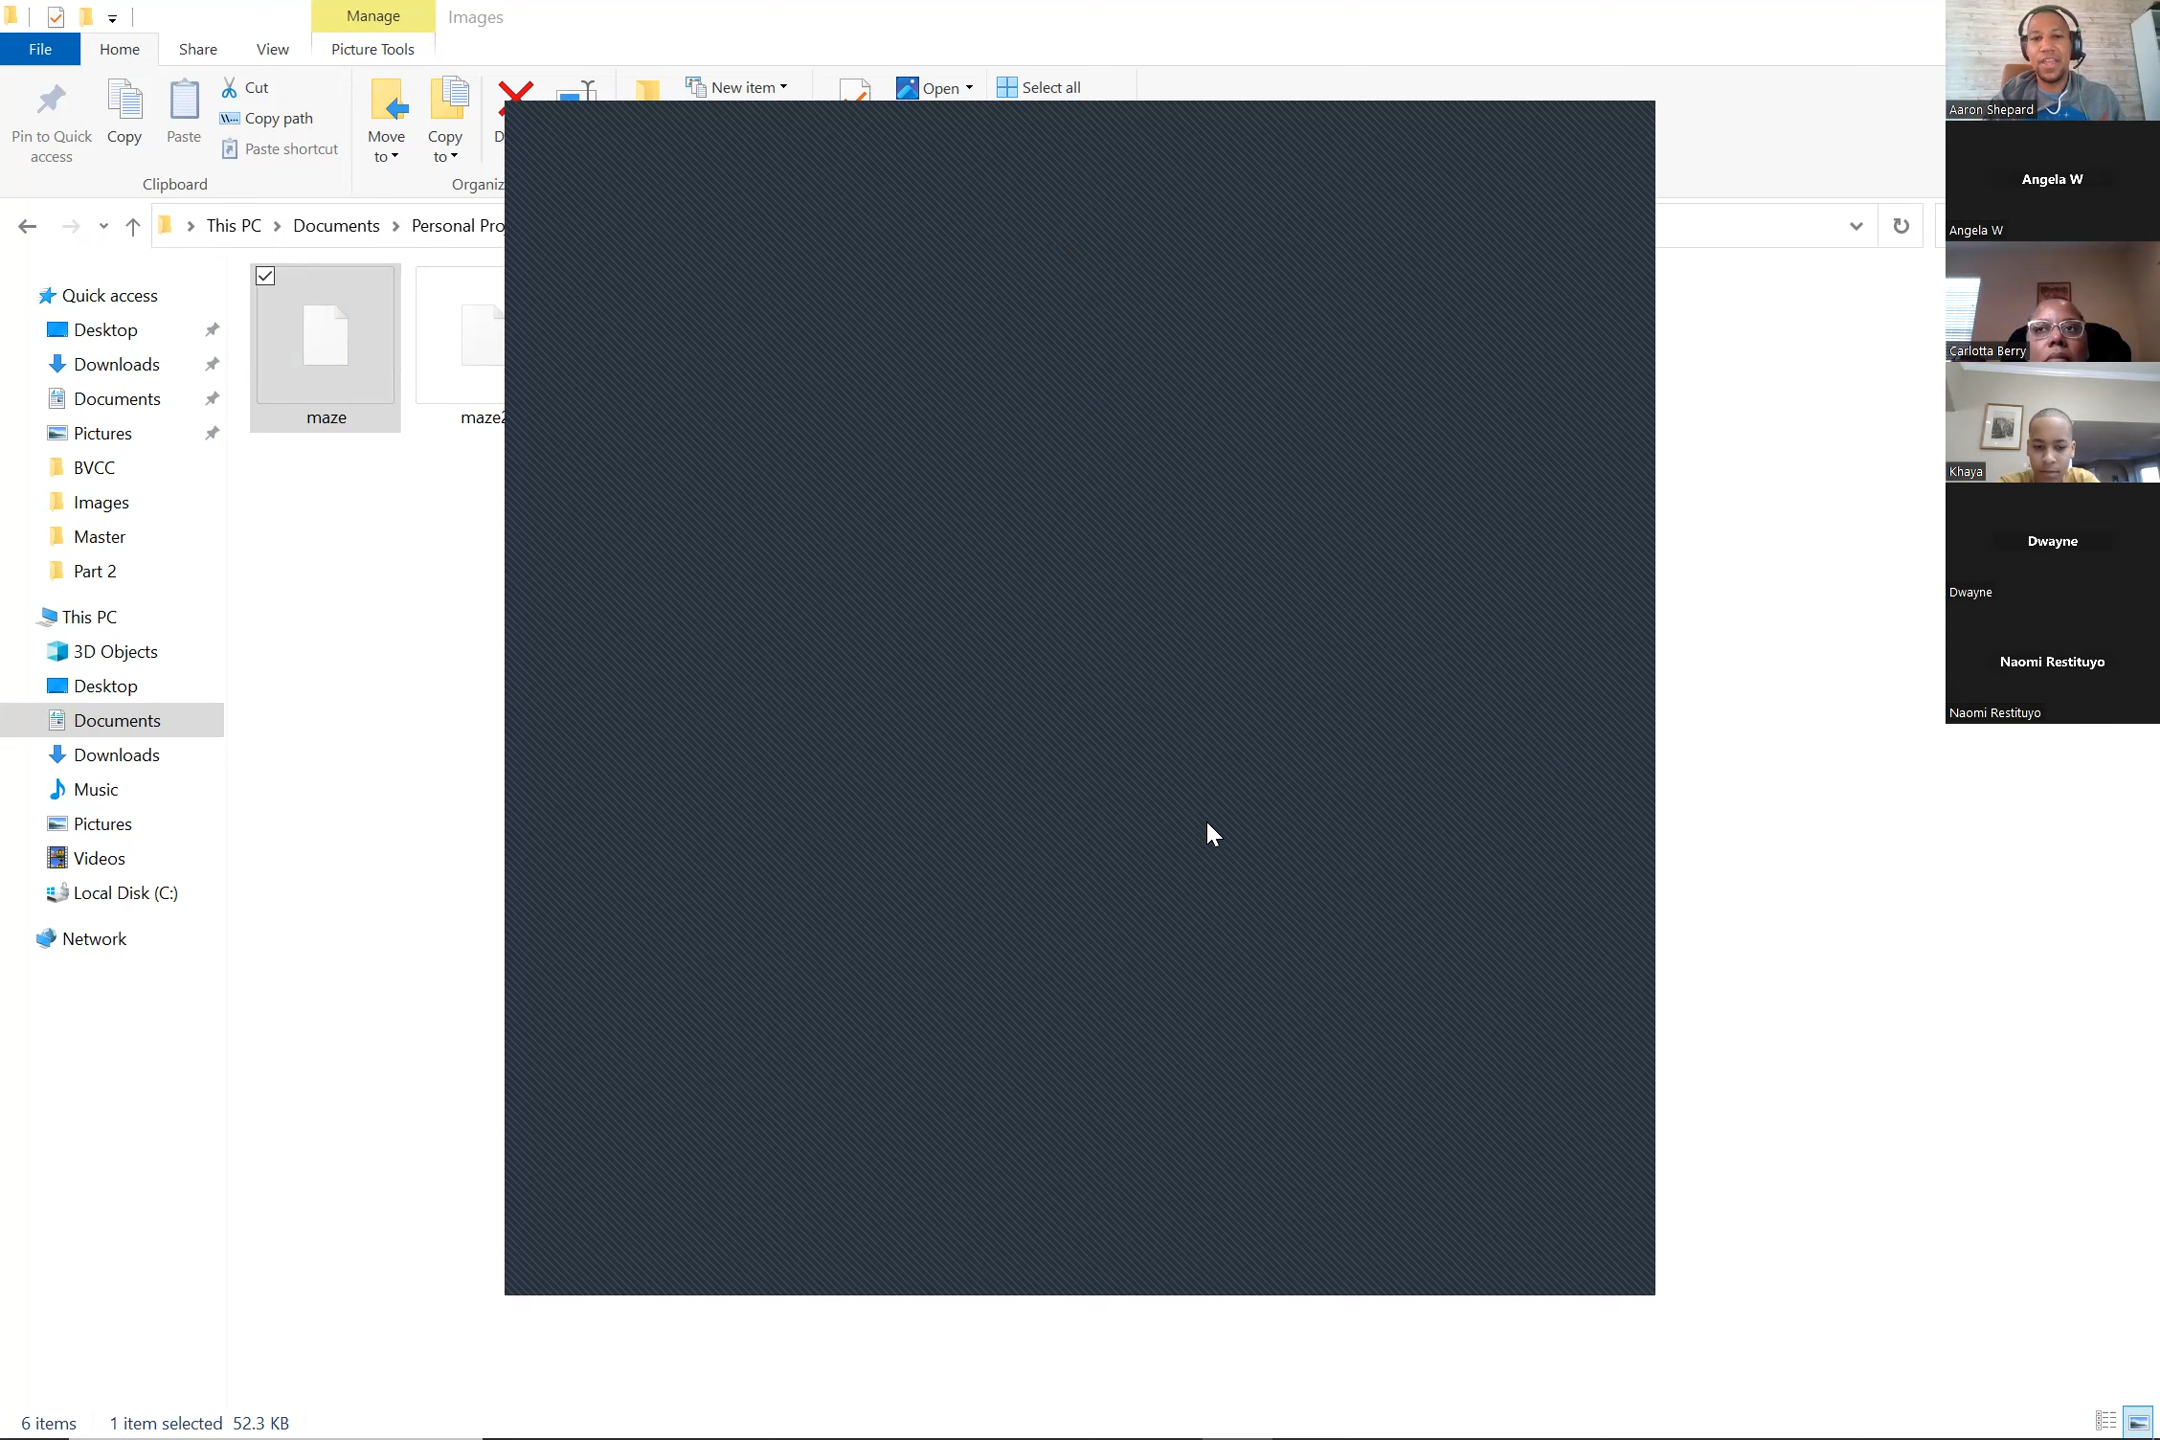 Manage
Images
File
Home
Share
View
Picture Tools
Pin to Quick
access
Copy
Paste
Cut
Copy path
Paste shortcut
Clipboard
Move
to
Copy
to
Organiz
New item
Open
Select all
This PC
Documents
Personal Pro
Quick access
Desktop
Downloads
Documents
Pictures
BVCC
Images
Master
Part 2
This PC
3D Objects
Desktop
Documents
Downloads
Music
Pictures
Videos
Local Disk (C:)
Network
maze
maze2
6 items
1 item selected 52.3 KB
Aaron Shepard
Angela W
Angela W
Carlotta Berry
Khaya
Dwayne
Dwayne
Naomi Restituyo
Naomi Restituyo